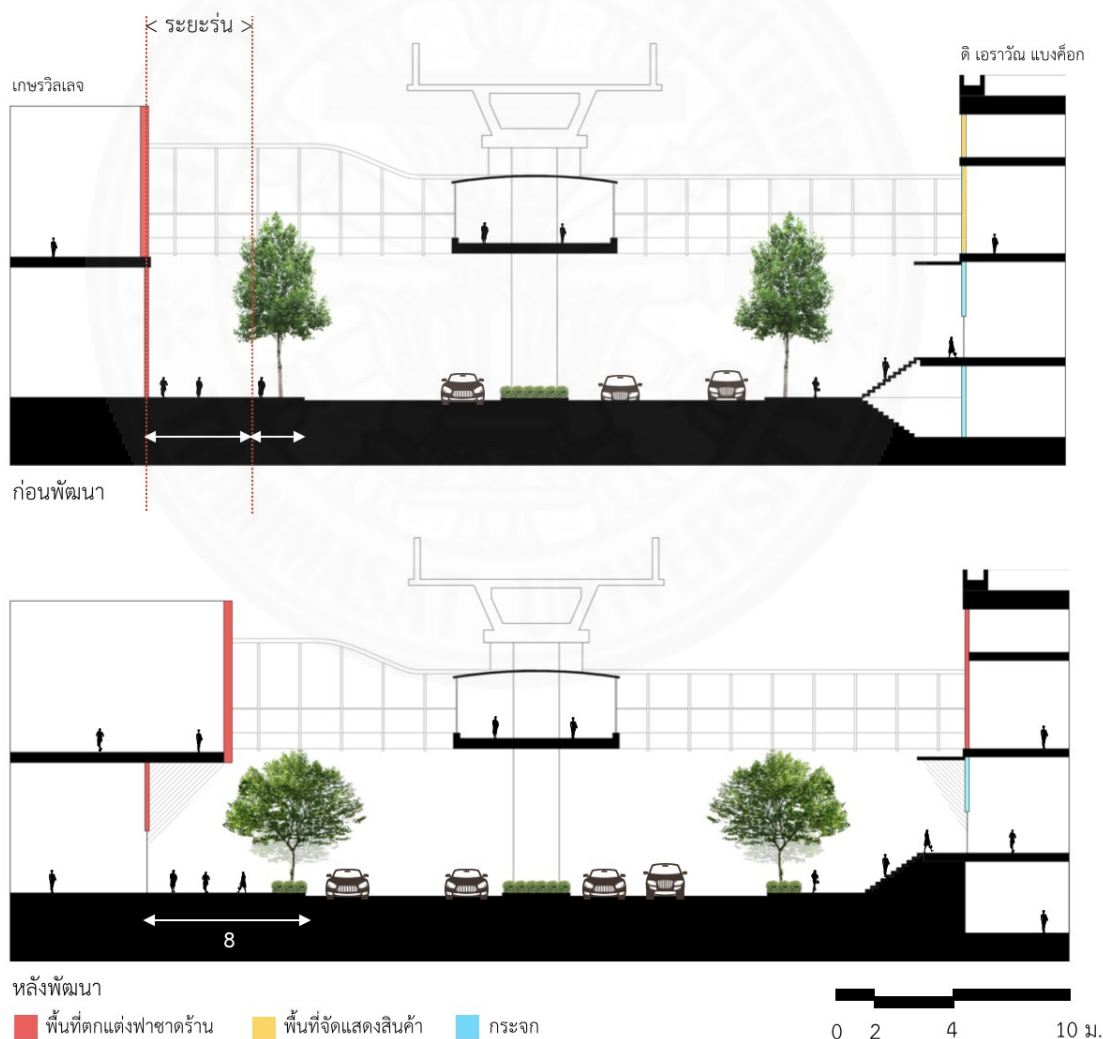 < ระยะร่น >
เกษรวิลเลจ
ดิ เอราวัณ แบงค็อก
ก่อนพัฒนา
8
หลังพัฒนา
พื้นที่ตกแต่งฟาซาดร้าน
พื้นที่จัดแสดงสินค้า
กระจก
0 2 4 10 ม.